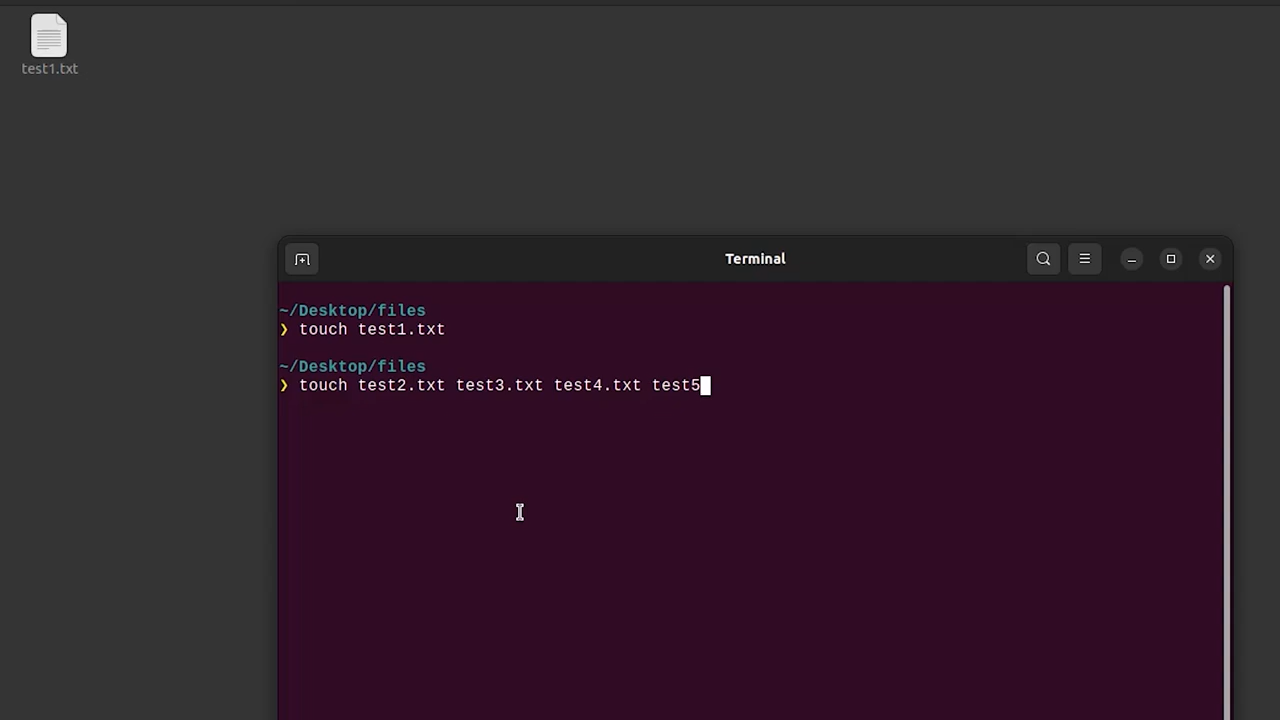 test1.txt
Terminal
~/Desktop/files
❯ touch test1.txt
~/Desktop/files
❯ touch test2.txt test3.txt test4.txt test5